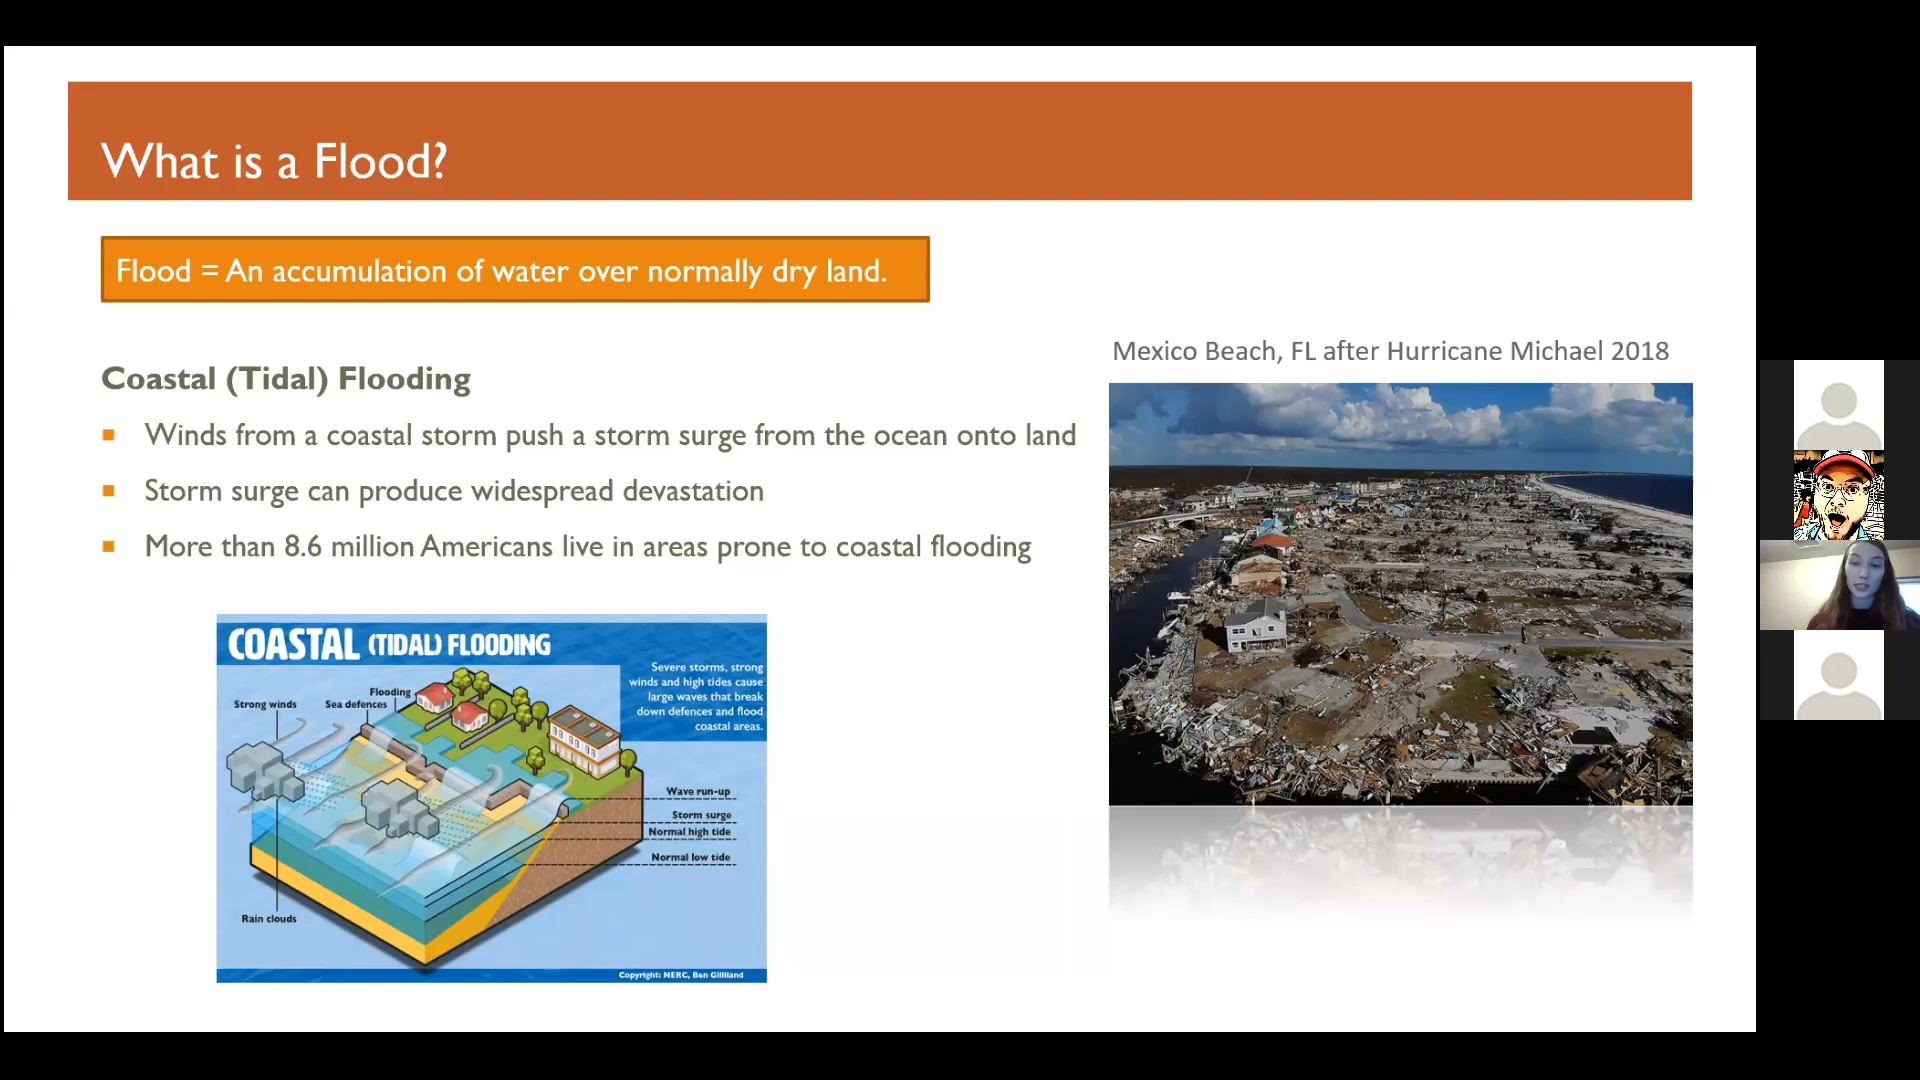 What is a Flood?
Flood = An accumulation of water over normally dry land.
Coastal (Tidal) Flooding
Winds from a coastal storm push a storm surge from the ocean onto land
Storm surge can produce widespread devastation
More than 8.6 million Americans live in areas prone to coastal flooding
Mexico Beach, FL after Hurricane Michael 2018
COASTAL (TIDAL) FLOODING
Severe storms, strong
winds and high tides cause
large waves that break
down defences and flood
coastal areas.
Flooding
Strong winds
Sea defences
Wave run-up
Storm surge
Normal high tide
Normal low tide
Rain clouds
Copyright: NERC, Ben Gilliland